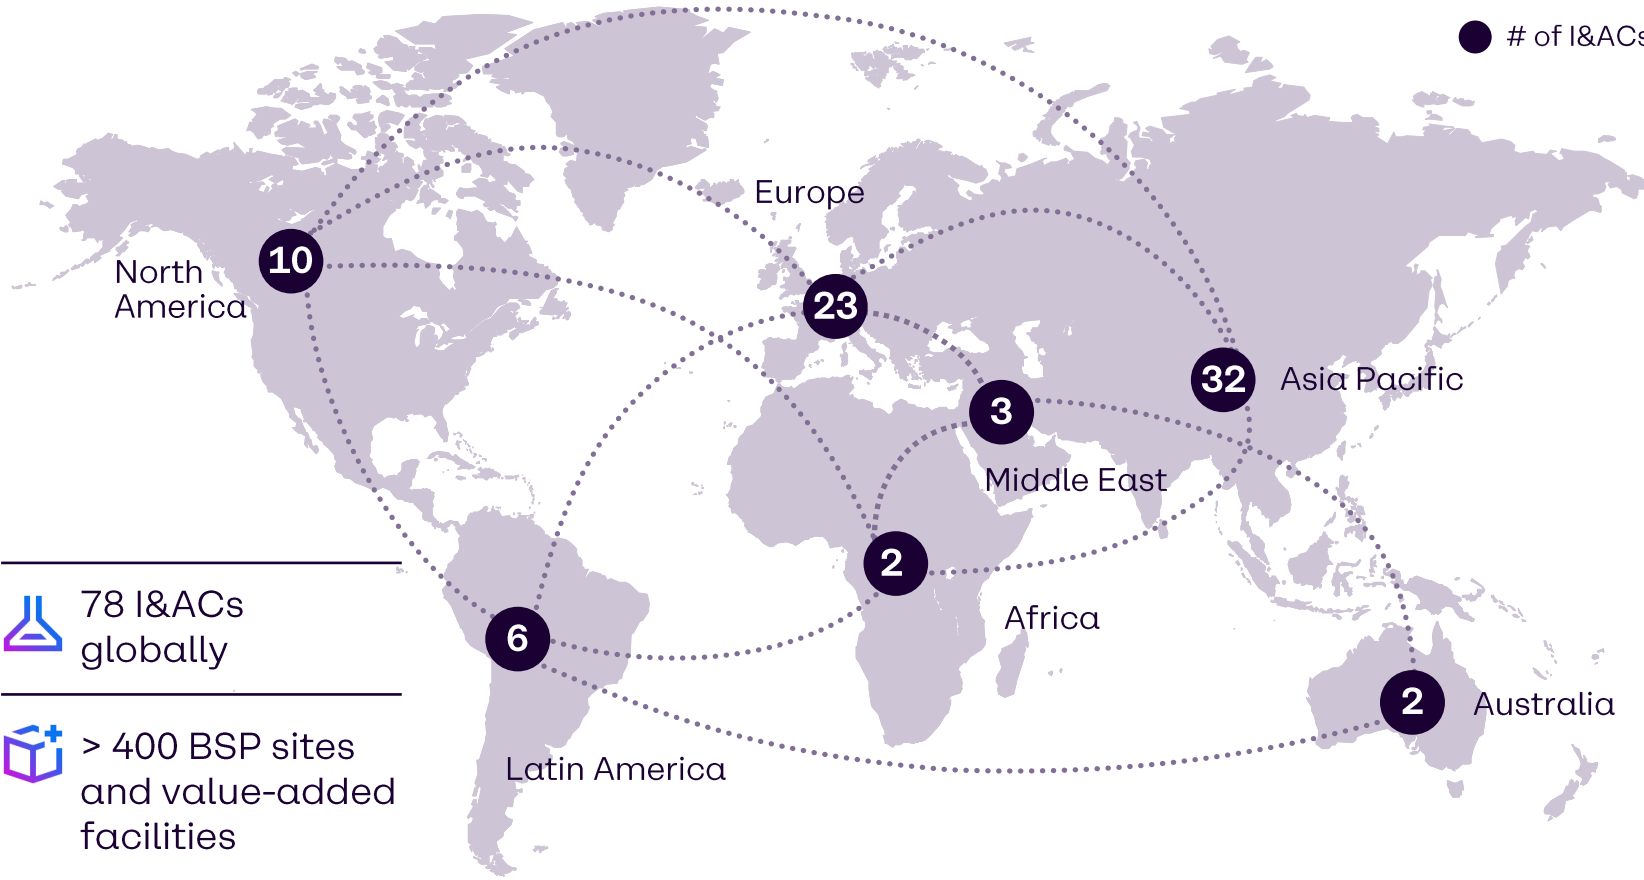 # of I&ACs
Europe
10
North
America
23
32
Asia Pacific
3
Middle East
2
Africa
6
Latin America
2
Australia
78 I&ACs
globally
> 400 BSP sites
and value-added
facilities